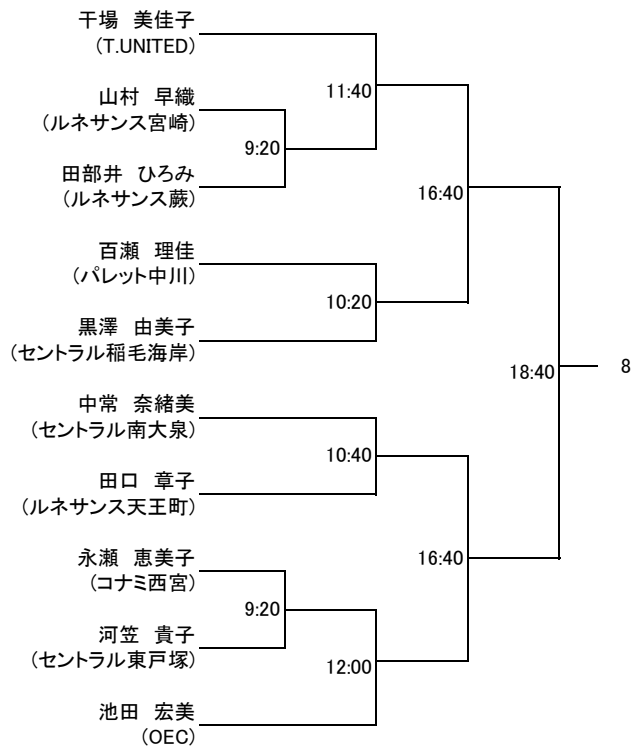 干場 美佳子
(T.UNITED)
11:40
山村 早織
(ルネサンス宮崎)
9:20
田部井 ひろみ
(ルネサンス蕨)
16:40
百瀬 理佳
(パレット中川)
10:20
黒澤 由美子
(セントラル稲毛海岸)
18:40
8
中常 奈緒美
(セントラル南大泉)
10:40
田口 章子
(ルネサンス天王町)
16:40
永瀬 恵美子
(コナミ西宮)
9:20
河笠 貴子
(セントラル東戸塚)
12:00
池田 宏美
(OEC)